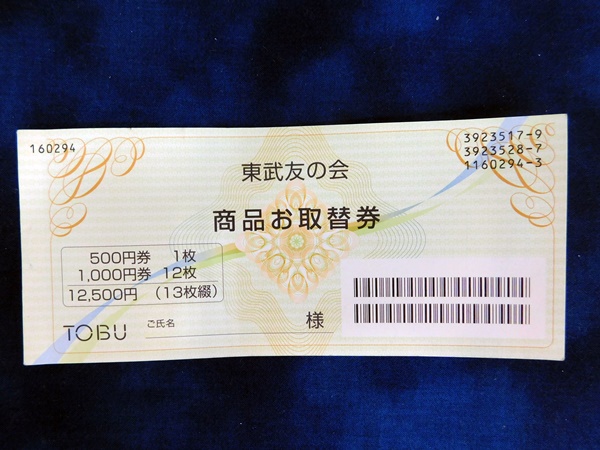 160294
3923517-9
3923528-7
1160294-3
東武友の会
商品お取替券
500円券 1枚
1,000円券 12枚
12,500円 (13枚綴)
TOBU ご氏名 様